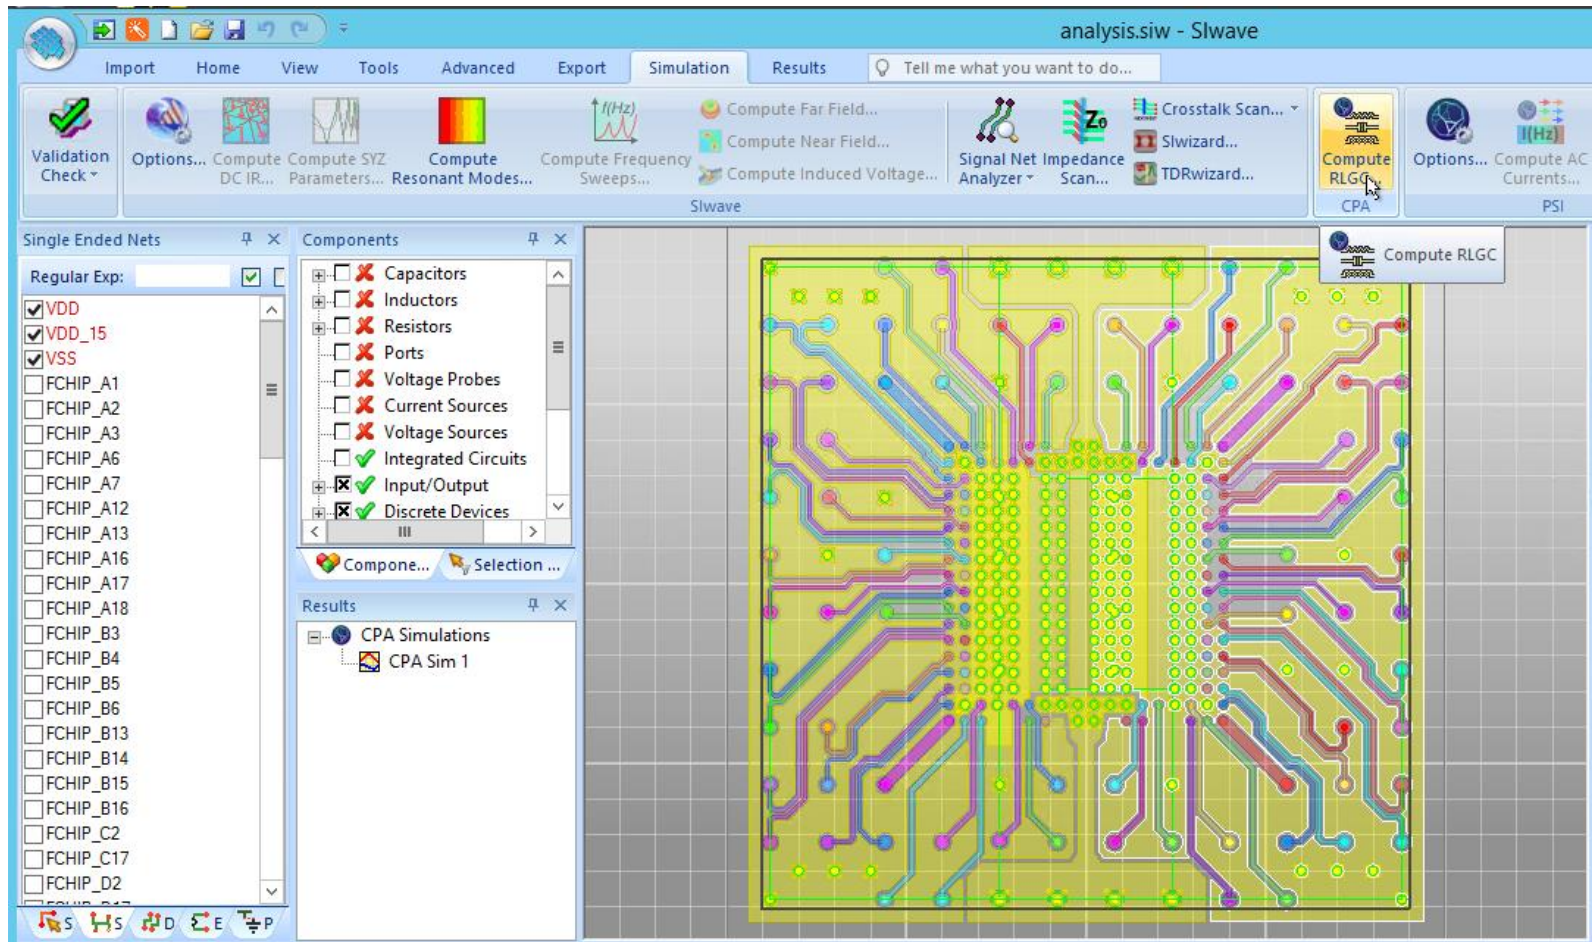 analysis.siw - SIwave
Import Home View Tools Advanced Export Simulation Results Tell me what you want to do...
Validation Check
Options...
Compute DC IR...
Compute SYZ Parameters...
Compute Resonant Modes...
f(Hz)
Compute Frequency Sweeps...
Compute Far Field...
Compute Near Field...
Compute Induced Voltage...
Signal Net Analyzer
Z0
Impedance Scan...
Crosstalk Scan...
SIwizard...
TDRwizard...
SIwave
Compute RLGC...
CPA
Options...
I(Hz)
Compute AC Currents...
PSI
Compute RLGC
Single Ended Nets
Regular Exp:
VDD
VDD_15
VSS
FCHIP_A1
FCHIP_A2
FCHIP_A3
FCHIP_A6
FCHIP_A7
FCHIP_A12
FCHIP_A13
FCHIP_A16
FCHIP_A17
FCHIP_A18
FCHIP_B3
FCHIP_B4
FCHIP_B5
FCHIP_B6
FCHIP_B13
FCHIP_B14
FCHIP_B15
FCHIP_B16
FCHIP_C2
FCHIP_C17
FCHIP_D2
S S D E P
Components
Capacitors
Inductors
Resistors
Ports
Voltage Probes
Current Sources
Voltage Sources
Integrated Circuits
Input/Output
Discrete Devices
Compone... Selection ...
Results
CPA Simulations
CPA Sim 1